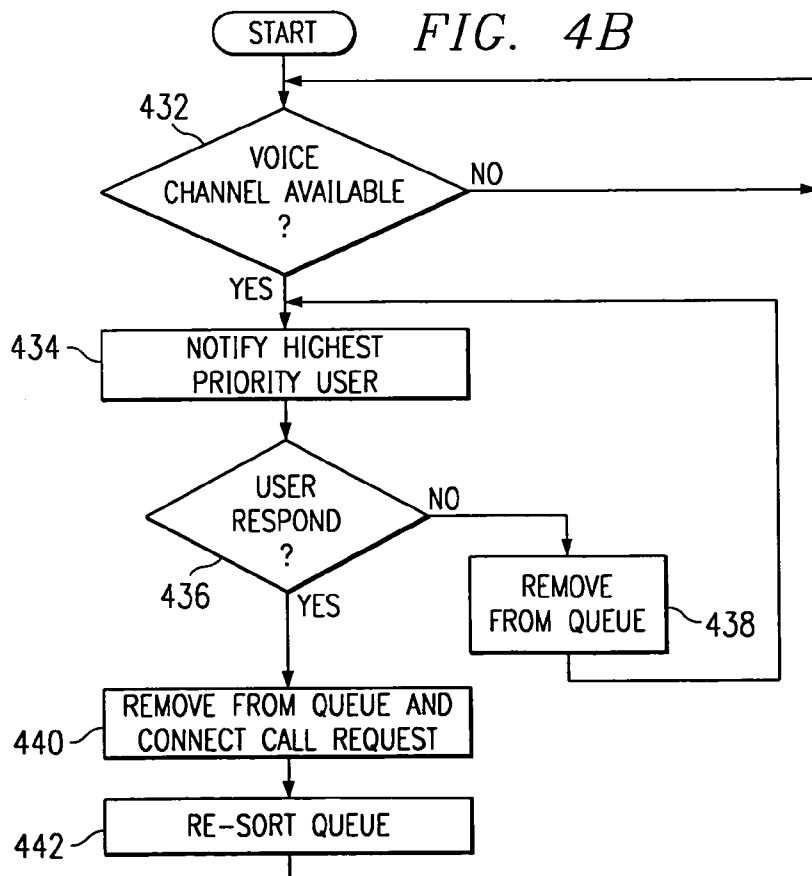 START
FIG. 4B
432
VOICE
CHANNEL AVAILABLE
?
NO
YES
434
NOTIFY HIGHEST
PRIORITY USER
USER
RESPOND
?
NO
436
YES
REMOVE
FROM QUEUE
438
REMOVE FROM QUEUE AND
CONNECT CALL REQUEST
440
RE-SORT QUEUE
442